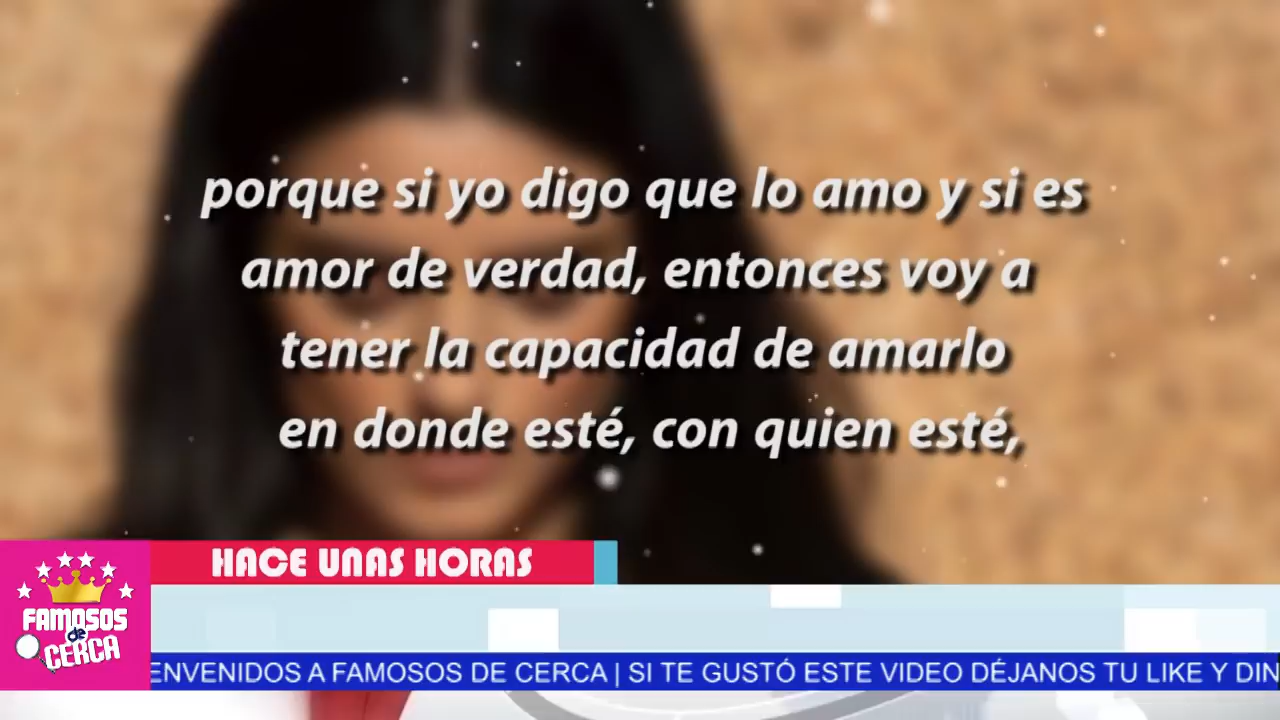 porque si yo digo que lo amo y si es
amor de verdad, entonces voy a
tener la capacidad de amarlo
en donde esté, con quien esté,
HACE UNAS HORAS
FAMOSOS
de
CERCA
ENVENIDOS A FAMOSOS DE CERCA | SI TE GUSTÓ ESTE VIDEO DÉJANOS TU LIKE Y DIN